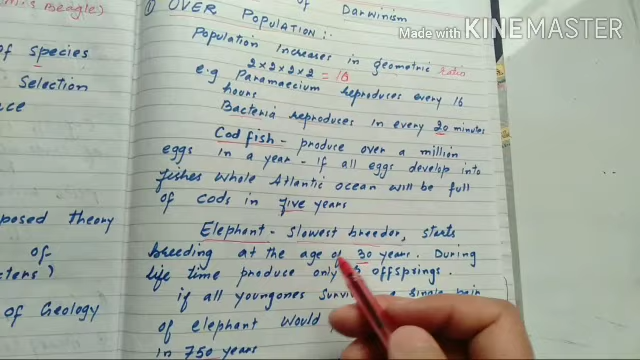 Made with KINEMASTER
m.s Beagle)
of species
Selection
posed theory
of
cters)
of Geology
of Darwinism
① OVER POPULATION :
Population Increases in geometric ratio
2×2×2×2 = 16
e.g Paramaecium reproduces every 16
hours
Bacteria reproduces in every 20 minutes
Cod fish - produce over a million
eggs in a year - if all eggs develop into
fishes whole Atlantic ocean will be full
of cods in five years
Elephant - Slowest breeder, starts
breeding at the age of 30 years. During
life time produce only offsprings.
if all youngones a single pair
of elephant would
in 750 years